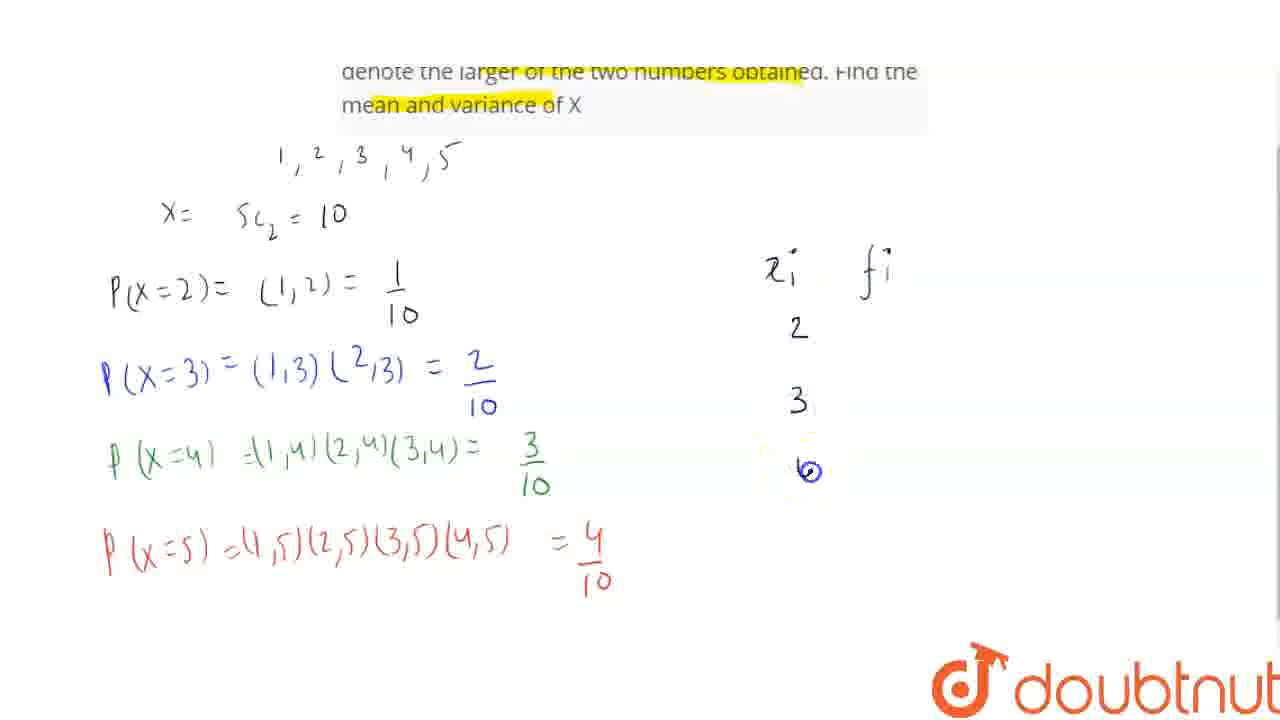 denote the larger of the two numbers obtained. Find the
mean and variance of X
1, 2, 3, 4, 5
X= 5c₂ = 10
P(X=2)= (1,2) = 1/10
P(X=3) = (1,3)(2,3) = 2/10
P(X=4) =(1,4)(2,4)(3,4)= 3/10
P(X=5) =(1,5)(2,5)(3,5)(4,5) = 4/10
xi fi
2
3
doubtnut